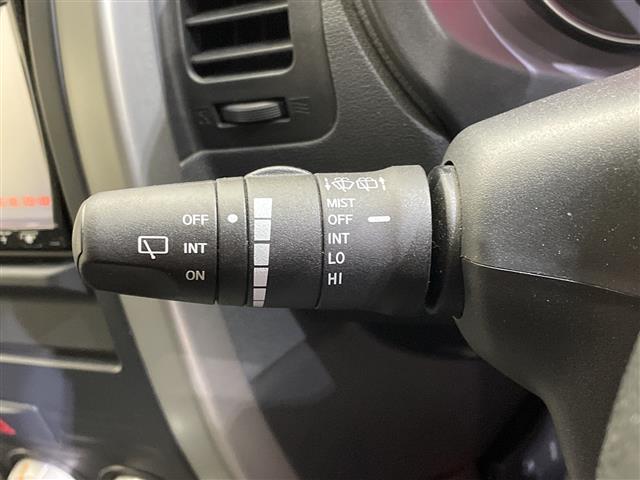 OFF
INT
ON
MIST
OFF
INT
LO
HI